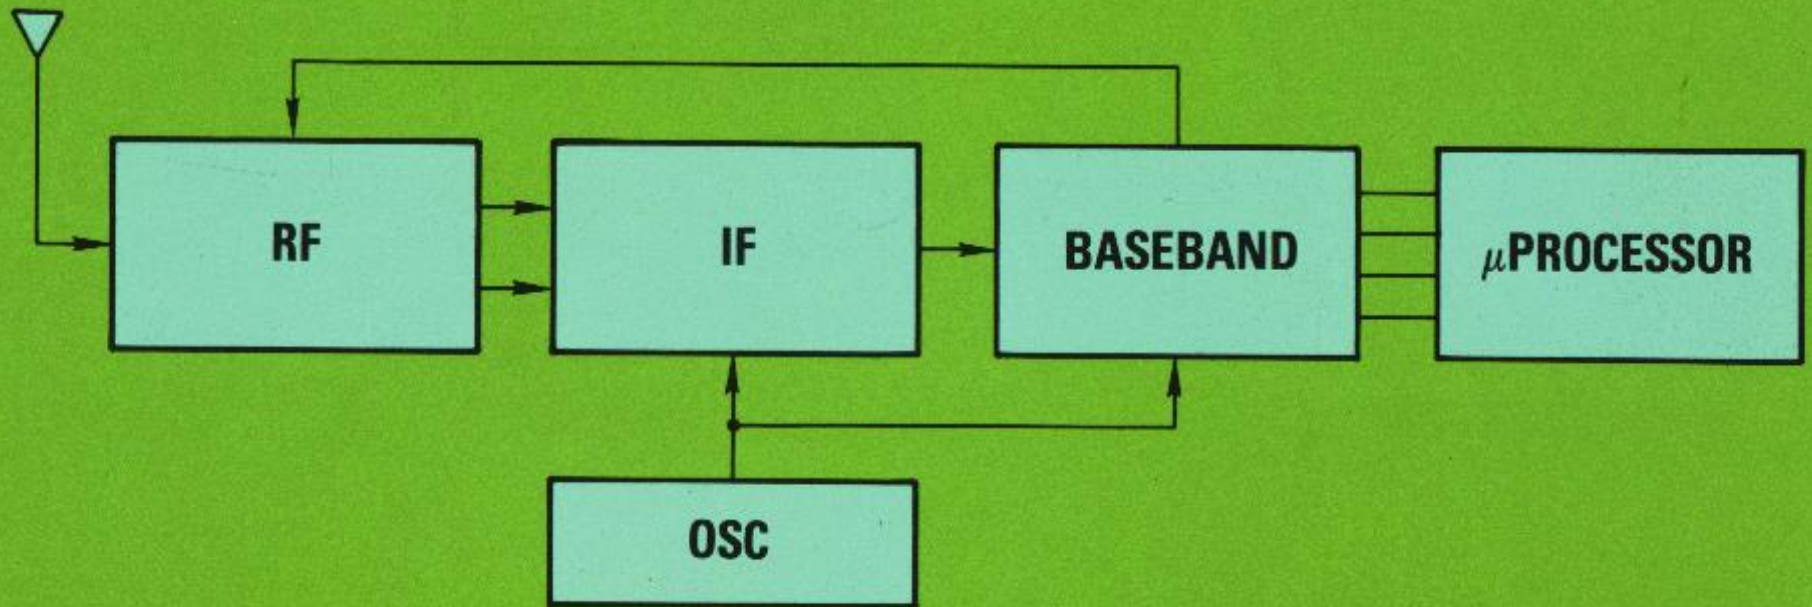 RF
IF
BASEBAND
μPROCESSOR
OSC